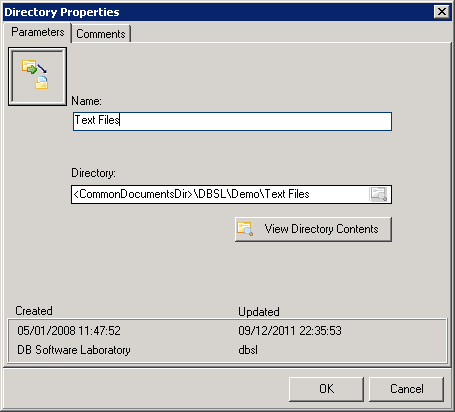 Directory Properties
Parameters
Comments
Name:
Text Files
Directory:
<CommonDocumentsDir>\DBSL\Demo\Text Files
View Directory Contents
Created
Updated
05/01/2008 11:47:52
09/12/2011 22:35:53
DB Software Laboratory
dbsl
OK
Cancel